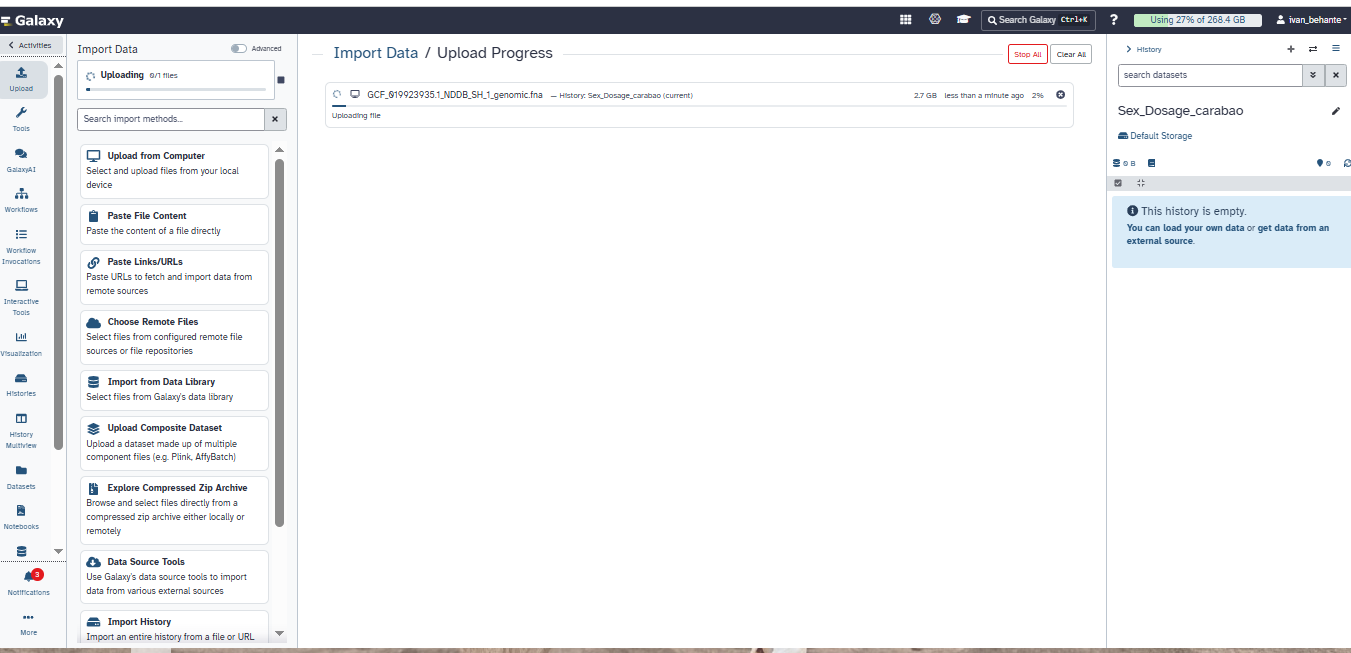 Galaxy
Search Galaxy Ctrl+K
?
Using 27% of 268.4 GB
ivan_behante
Activities
Upload
Tools
GalaxyAI
Workflows
Workflow
Invocations
Interactive
Tools
Visualization
Histories
History
Multiview
Datasets
Notebooks
3
Notifications
More
Import Data
Advanced
Uploading 0/1 files
Search import methods...
Upload from Computer
Select and upload files from your local
device
Paste File Content
Paste the content of a file directly
Paste Links/URLs
Paste URLs to fetch and import data from
remote sources
Choose Remote Files
Select files from configured remote file
sources or file repositories
Import from Data Library
Select files from Galaxy's data library
Upload Composite Dataset
Upload a dataset made up of multiple
component files (e.g. Plink, AffyBatch)
Explore Compressed Zip Archive
Browse and select files directly from a
compressed zip archive either locally or
remotely
Data Source Tools
Use Galaxy's data source tools to import
data from various external sources
Import History
Import an entire history from a file or URL
Import Data / Upload Progress
Stop All
Clear All
GCF_019923935.1_NDDB_SH_1_genomic.fna — History: Sex_Dosage_carabao (current) 2.7 GB less than a minute ago 2%
Uploading file
History
search datasets
Sex_Dosage_carabao
Default Storage
0 B
0
This history is empty.
You can load your own data or get data from an
external source.